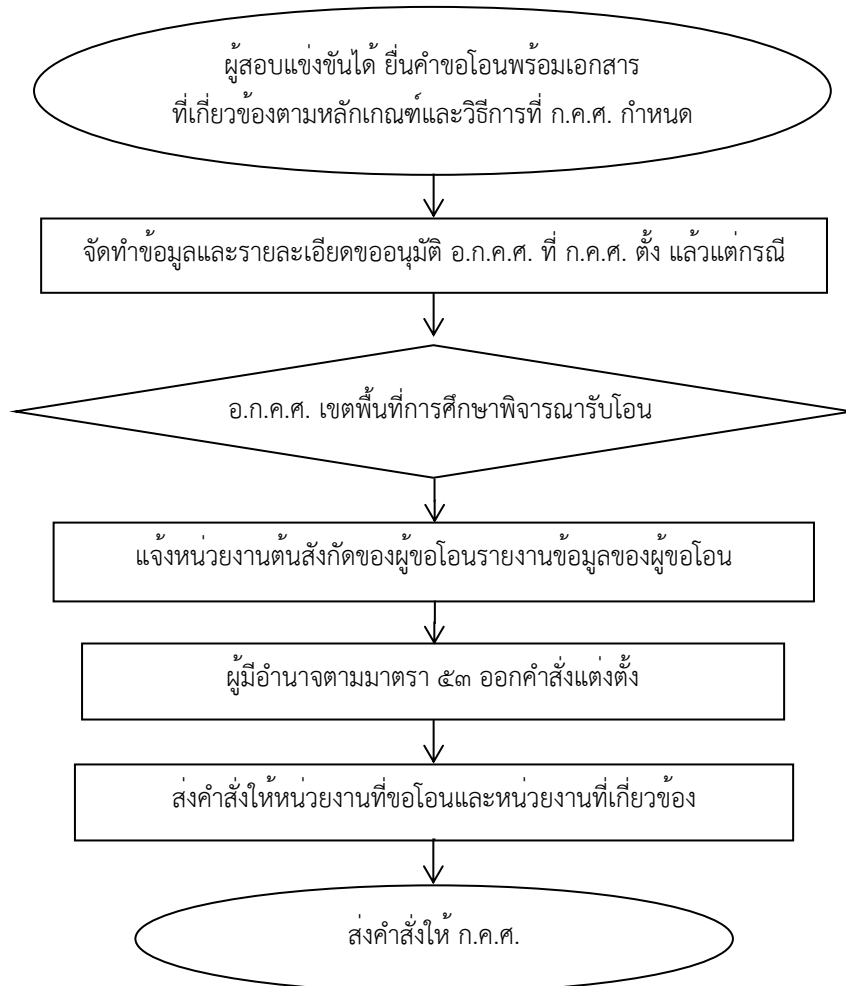 ผู้สอบแข่งขันได้ ยื่นคำขอโอนพร้อมเอกสาร
ที่เกี่ยวข้องตามหลักเกณฑ์และวิธีการที่ ก.ค.ศ. กำหนด
จัดทำข้อมูลและรายละเอียดขออนุมัติ อ.ก.ค.ศ. ที่ ก.ค.ศ. ตั้ง แล้วแต่กรณี
อ.ก.ค.ศ. เขตพื้นที่การศึกษาพิจารณารับโอน
แจ้งหน่วยงานต้นสังกัดของผู้ขอโอนรายงานข้อมูลของผู้ขอโอน
ผู้มีอำนาจตามมาตรา ๕๓ ออกคำสั่งแต่งตั้ง
ส่งคำสั่งให้หน่วยงานที่ขอโอนและหน่วยงานที่เกี่ยวข้อง
ส่งคำสั่งให้ ก.ค.ศ.